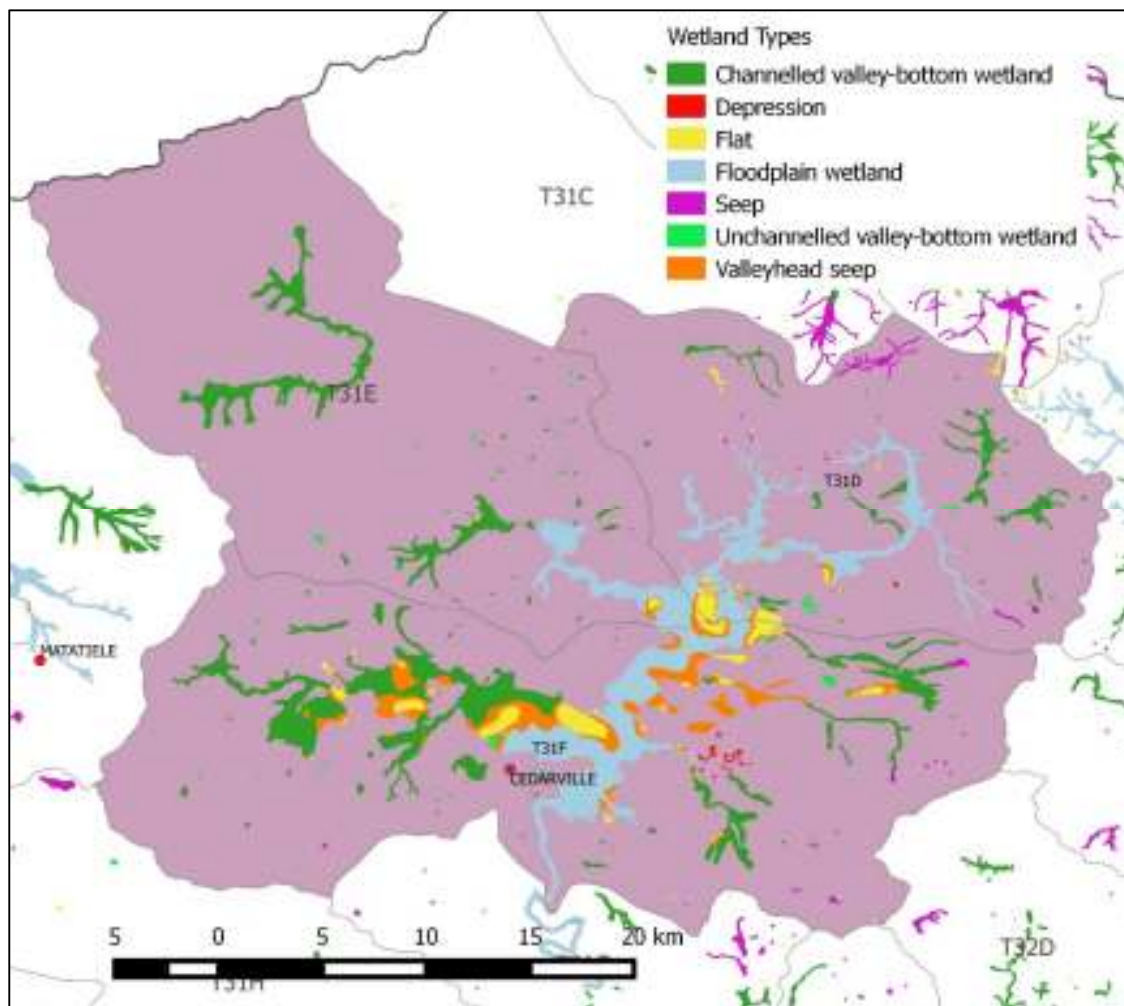 Wetland Types
Channelled valley-bottom wetland
Depression
Flat
Floodplain wetland
Seep
Unchannelled valley-bottom wetland
Valleyhead seep
T31C
T31E
T31D
MATATIELE
T31F
CEDARVILLE
5 0 5 10 15 20 km
T32D
T31H